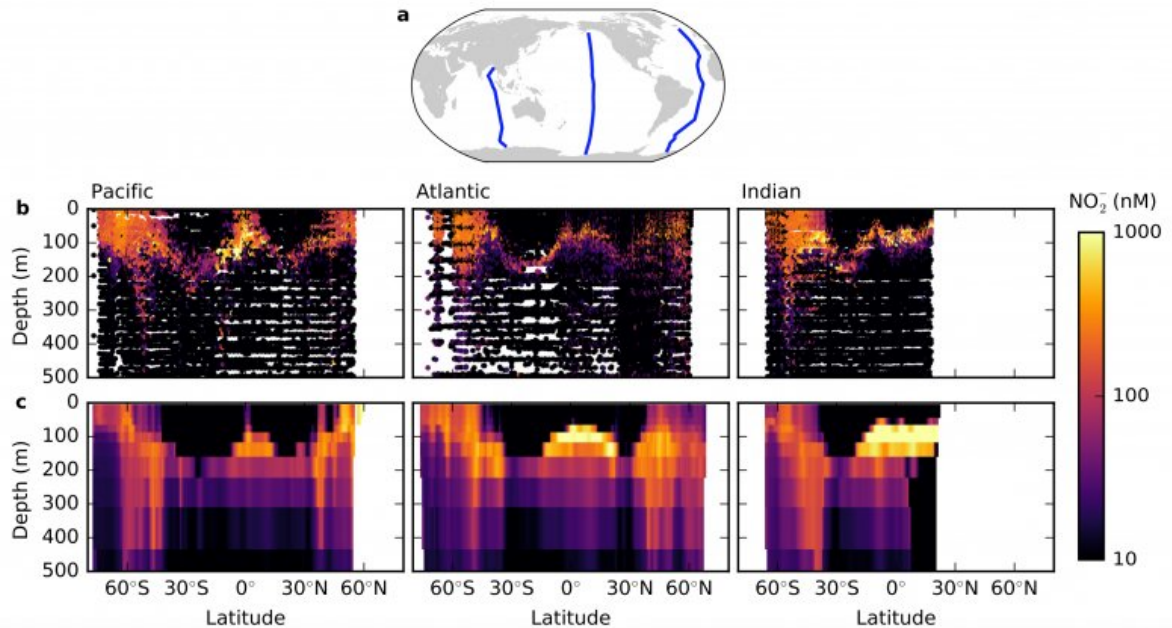 a
Pacific Atlantic Indian
b
NO₂⁻ (nM)
0
100
200
300
400
500
Depth (m)
1000
100
10
c
0
100
200
300
400
500
Depth (m)
60°S 30°S 0° 30°N 60°N 60°S 30°S 0° 30°N 60°N 60°S 30°S 0° 30°N 60°N
Latitude Latitude Latitude